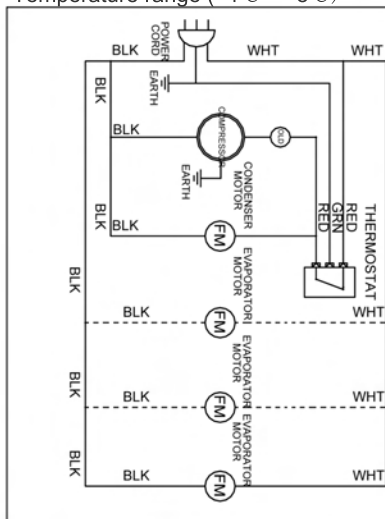 POWER
CORD
BLK
WHT
WHT
EARTH
BLK
BLK
COMPRESSOR
OLD
EARTH
CONDENSER
MOTOR
RED
GRN
RED
THERMOSTAT
BLK
BLK
FM
EVAPORATOR
MOTOR
BLK
BLK
FM
WHT
EVAPORATOR
MOTOR
BLK
BLK
FM
WHT
EVAPORATOR
MOTOR
BLK
BLK
FM
WHT